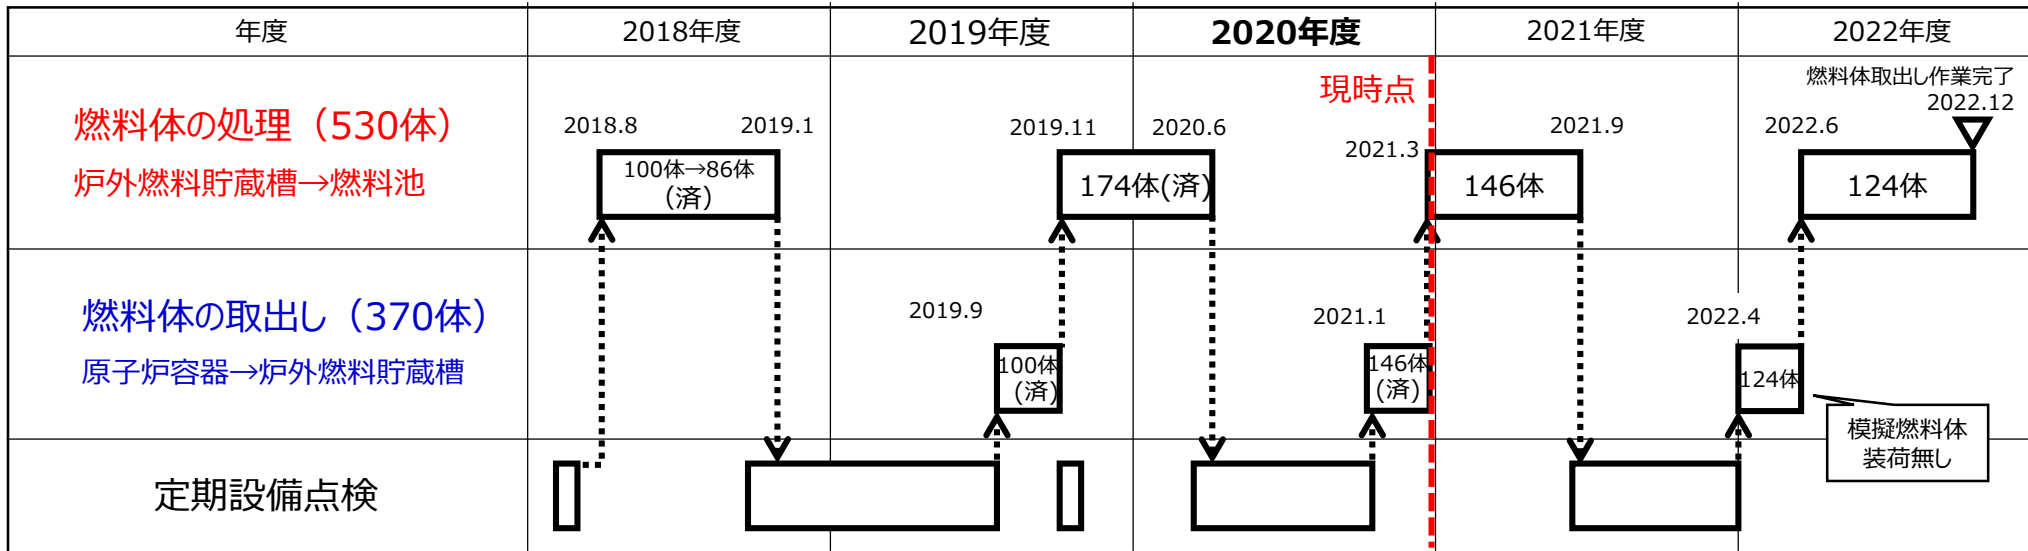 年度
2018年度
2019年度
2020年度
2021年度
2022年度
燃料体の処理（530体）
炉外燃料貯蔵槽→燃料池
2018.8
2019.1
100体→86体
（済）
2019.11
2020.6
174体(済)
現時点
2021.3
2021.9
146体
燃料体取出し作業完了
2022.12
2022.6
124体
燃料体の取出し（370体）
原子炉容器→炉外燃料貯蔵槽
2019.9
100体
(済)
2021.1
146体
(済)
2022.4
124体
模擬燃料体
装荷無し
定期設備点検